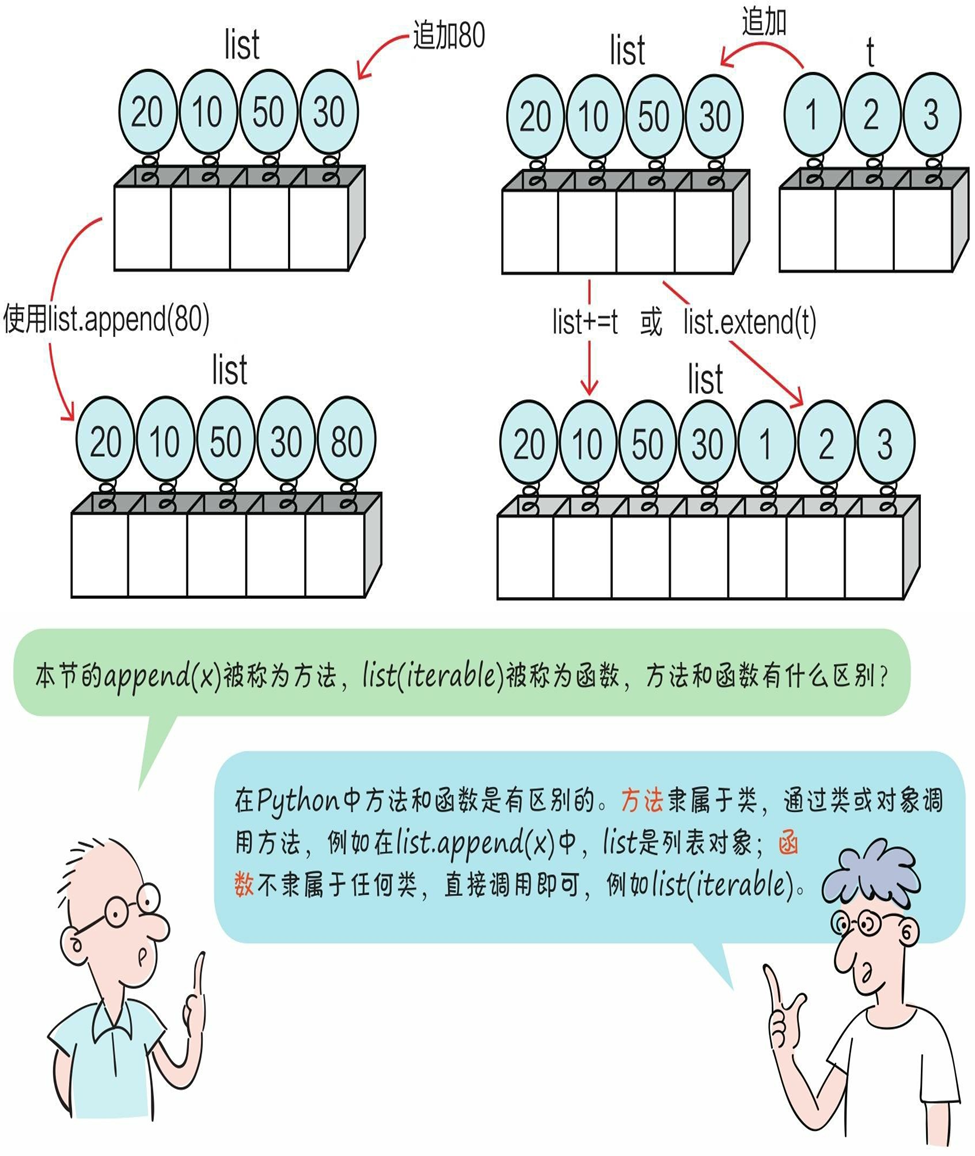 list
追加80
20 10 50 30
使用list.append(80)
list
20 10 50 30 80
list
追加
t
20 10 50 30
1 2 3
list+=t 或 list.extend(t)
list
20 10 50 30 1 2 3
本节的append(x)被称为方法，list(iterable)被称为函数，方法和函数有什么区别？
在Python中方法和函数是有区别的。方法隶属于类，通过类或对象调
用方法，例如在list.append(x)中，list是列表对象；函
数不隶属于任何类，直接调用即可，例如list(iterable)。